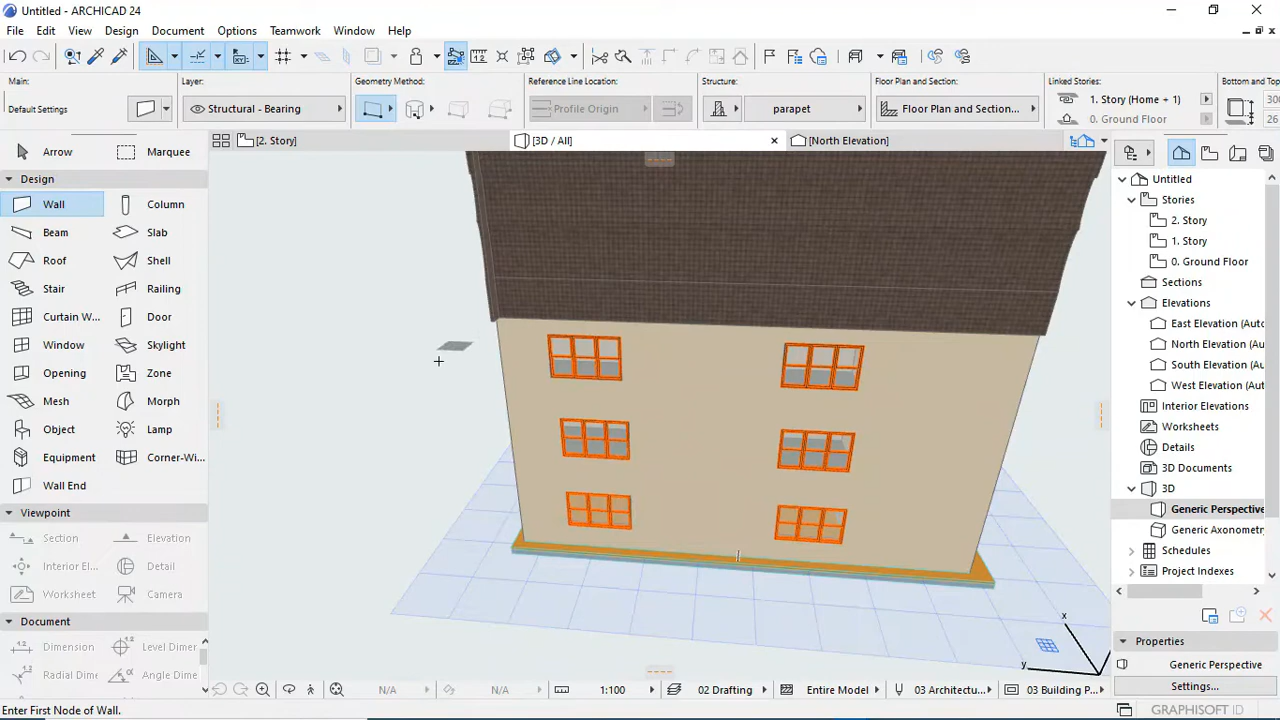 Untitled - ARCHICAD 24
File Edit View Design Document Options Teamwork Window Help
Main: Layer: Geometry Method: Reference Line Location: Structure: Floor Plan and Section: Linked Stories: Bottom and Top
Default Settings Structural - Bearing Profile Origin parapet Floor Plan and Section... 1. Story (Home + 1)
0. Ground Floor
[2. Story] [3D / All] [North Elevation]
Arrow Marquee
Design
Wall Column
Beam Slab
Roof Shell
Stair Railing
Curtain W... Door
Window Skylight
Opening Zone
Mesh Morph
Object Lamp
Equipment Corner-Wi...
Wall End
Viewpoint
Section Elevation
Interior El... Detail
Worksheet Camera
Document
Dimension Level Dimer
Radial Dime Angle Dime
Untitled
Stories
2. Story
1. Story
0. Ground Floor
Sections
Elevations
East Elevation (Auto
North Elevation (Au
South Elevation (Au
West Elevation (Auto
Interior Elevations
Worksheets
Details
3D Documents
3D
Generic Perspective
Generic Axonometr
Schedules
Project Indexes
Properties
Generic Perspective
Settings...
x
y
N/A N/A 1:100 02 Drafting Entire Model 03 Architectu... 03 Building P...
Enter First Node of Wall.
GRAPHISOFT ID